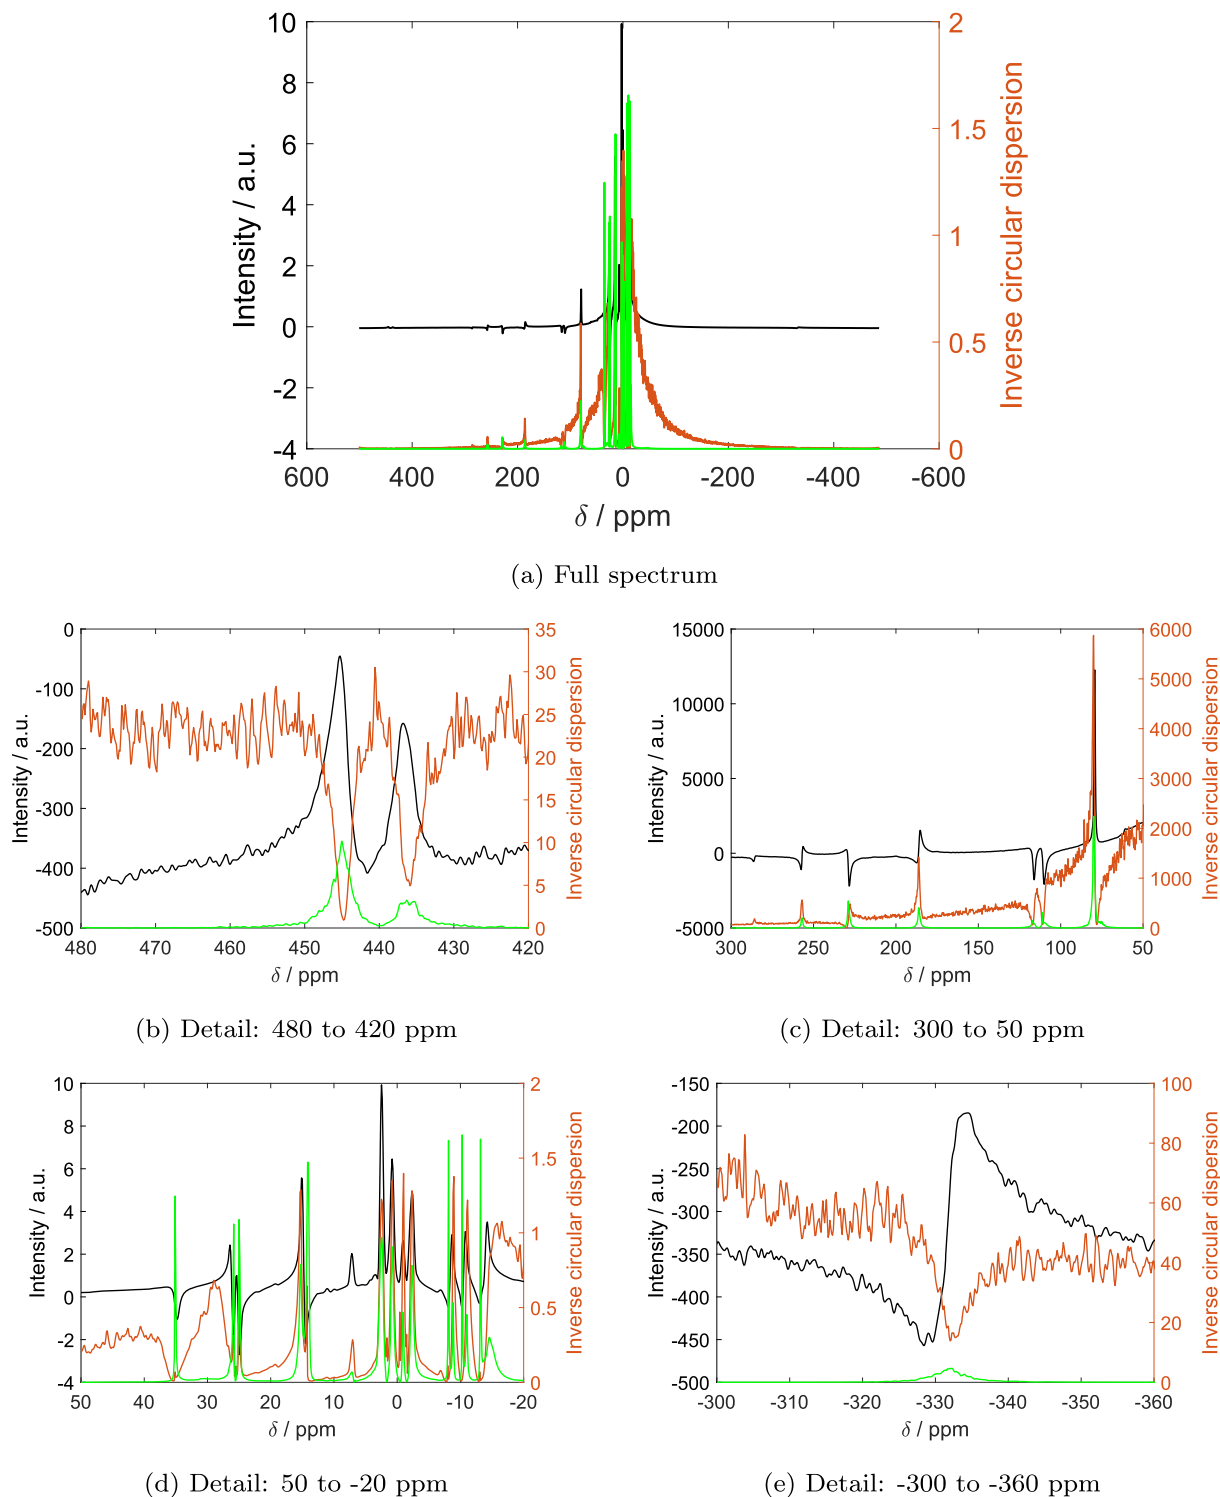 10
8
6
4
2
0
-2
-4
Intensity / a.u.
2
1.5
1
0.5
0
Inverse circular dispersion
600 400 200 0 -200 -400 -600
δ / ppm
(a) Full spectrum
0
-100
-200
-300
-400
-500
Intensity / a.u.
35
30
25
20
15
10
5
0
Inverse circular dispersion
480 470 460 450 440 430 420
δ / ppm
(b) Detail: 480 to 420 ppm
15000
10000
5000
0
-5000
Intensity / a.u.
6000
5000
4000
3000
2000
1000
0
Inverse circular dispersion
300 250 200 150 100 50
δ / ppm
(c) Detail: 300 to 50 ppm
10
8
6
4
2
0
-2
-4
Intensity / a.u.
2
1.5
1
0.5
0
Inverse circular dispersion
50 40 30 20 10 0 -10 -20
δ / ppm
(d) Detail: 50 to -20 ppm
-150
-200
-250
-300
-350
-400
-450
-500
Intensity / a.u.
100
80
60
40
20
0
Inverse circular dispersion
-300 -310 -320 -330 -340 -350 -360
δ / ppm
(e) Detail: -300 to -360 ppm